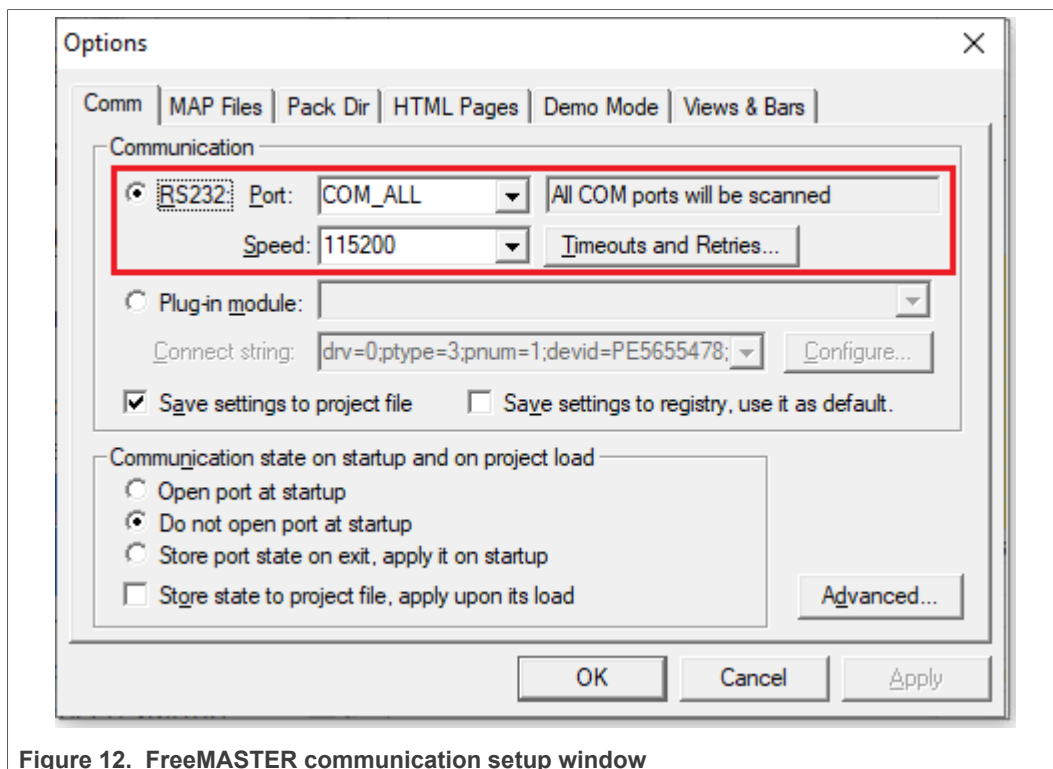 Options
Comm MAP Files Pack Dir HTML Pages Demo Mode Views & Bars
Communication
RS232: Port: COM_ALL All COM ports will be scanned
Speed: 115200 Timeouts and Retries...
Plug-in module:
Connect string: drv=0;ptype=3;pnum=1;devid=PE5655478; Configure...
Save settings to project file Save settings to registry, use it as default.
Communication state on startup and on project load
Open port at startup
Do not open port at startup
Store port state on exit, apply it on startup
Store state to project file, apply upon its load Advanced...
OK Cancel Apply
Figure 12. FreeMASTER communication setup window